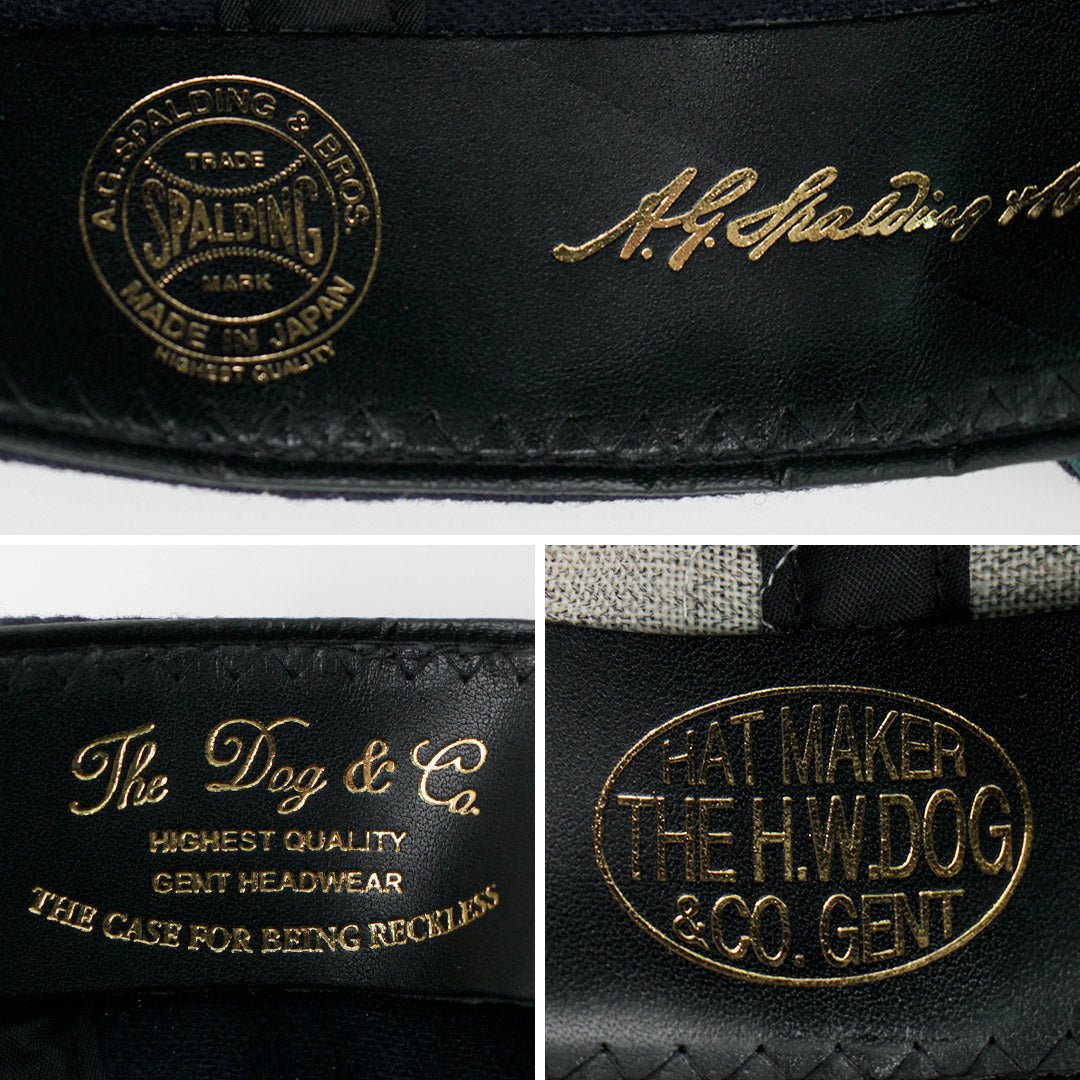 A.G. SPALDING & BROS.
TRADE
SPALDING
MARK
MADE IN JAPAN
HIGHEST QUALITY
A.G. Spalding &
The Dog & Co.
HIGHEST QUALITY
GENT HEADWEAR
THE CASE FOR BEING RECKLESS
HAT MAKER
THE H.W.DOG
&CO. GENT